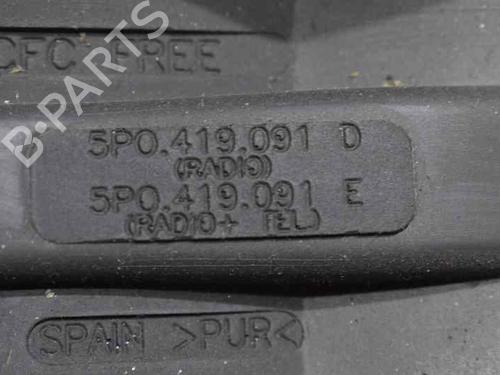 CFC FREE
B-PARTS
5P0.419.091 D
(RADIO)
5P0.419.091 E
(RADIO+ TEL)
SPAIN >PUR<